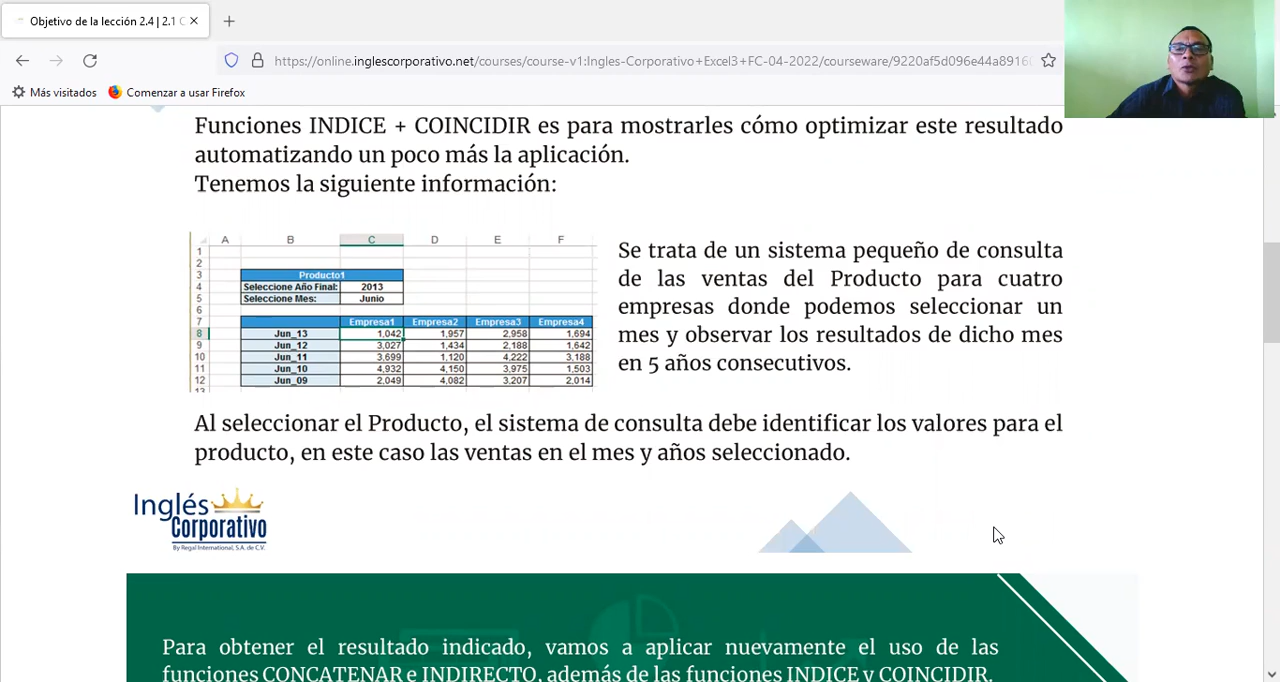 Objetivo de la lección 2.4 | 2.1
https://online.inglescorporativo.net/courses/course-v1:Ingles-Corporativo+Excel3+FC-04-2022/courseware/9220af5d096e44a8916
Más visitados Comenzar a usar Firefox
Funciones INDICE + COINCIDIR es para mostrarles cómo optimizar este resultado
automatizando un poco más la aplicación.
Tenemos la siguiente información:
A B C D E F
1
2
3 Producto1
4 Seleccione Año Final: 2013
5 Seleccione Mes: Junio
6
7 Empresa1 Empresa2 Empresa3 Empresa4
8 Jun_13 1,042 1,957 2,958 1,694
9 Jun_12 3,027 1,434 2,188 1,642
10 Jun_11 3,699 1,120 4,222 3,188
11 Jun_10 4,932 4,150 3,975 1,503
12 Jun_09 2,049 4,082 3,207 2,014
13
Se trata de un sistema pequeño de consulta
de las ventas del Producto para cuatro
empresas donde podemos seleccionar un
mes y observar los resultados de dicho mes
en 5 años consecutivos.
Al seleccionar el Producto, el sistema de consulta debe identificar los valores para el
producto, en este caso las ventas en el mes y años seleccionado.
Inglés
Corporativo
By Regal International, S.A. de C.V.
Para obtener el resultado indicado, vamos a aplicar nuevamente el uso de las
funciones CONCATENAR e INDIRECTO, además de las funciones INDICE y COINCIDIR.